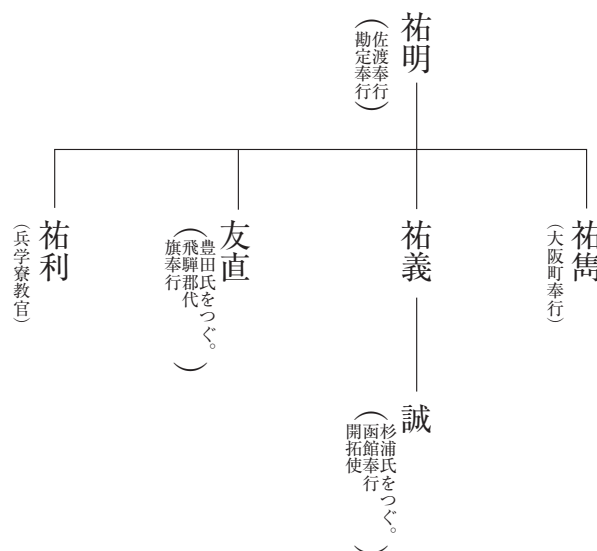 祐明
（佐渡奉行
勘定奉行）
祐雋
（大阪町奉行）
祐義
友直
（豊田氏をつぐ。
飛騨郡代
旗奉行）
祐利
（兵学寮教官）
誠
（杉浦氏をつぐ。
函館奉行
開拓使）